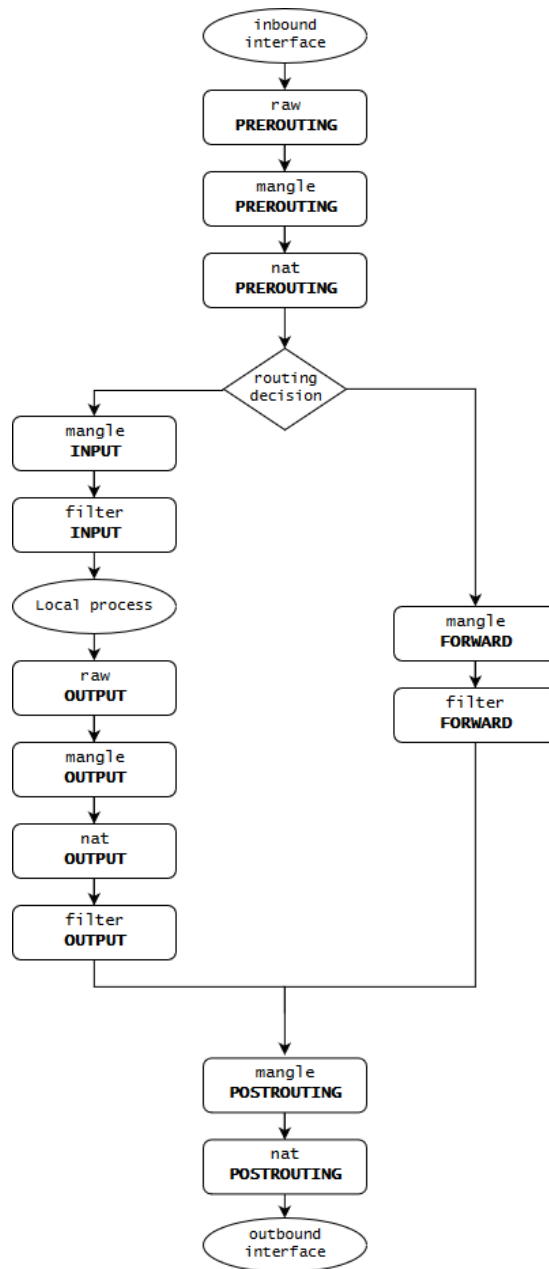 inbound
interface
raw
PREROUTING
mangle
PREROUTING
nat
PREROUTING
routing
decision
mangle
INPUT
filter
INPUT
Local process
raw
OUTPUT
mangle
OUTPUT
nat
OUTPUT
filter
OUTPUT
mangle
FORWARD
filter
FORWARD
mangle
POSTROUTING
nat
POSTROUTING
outbound
interface